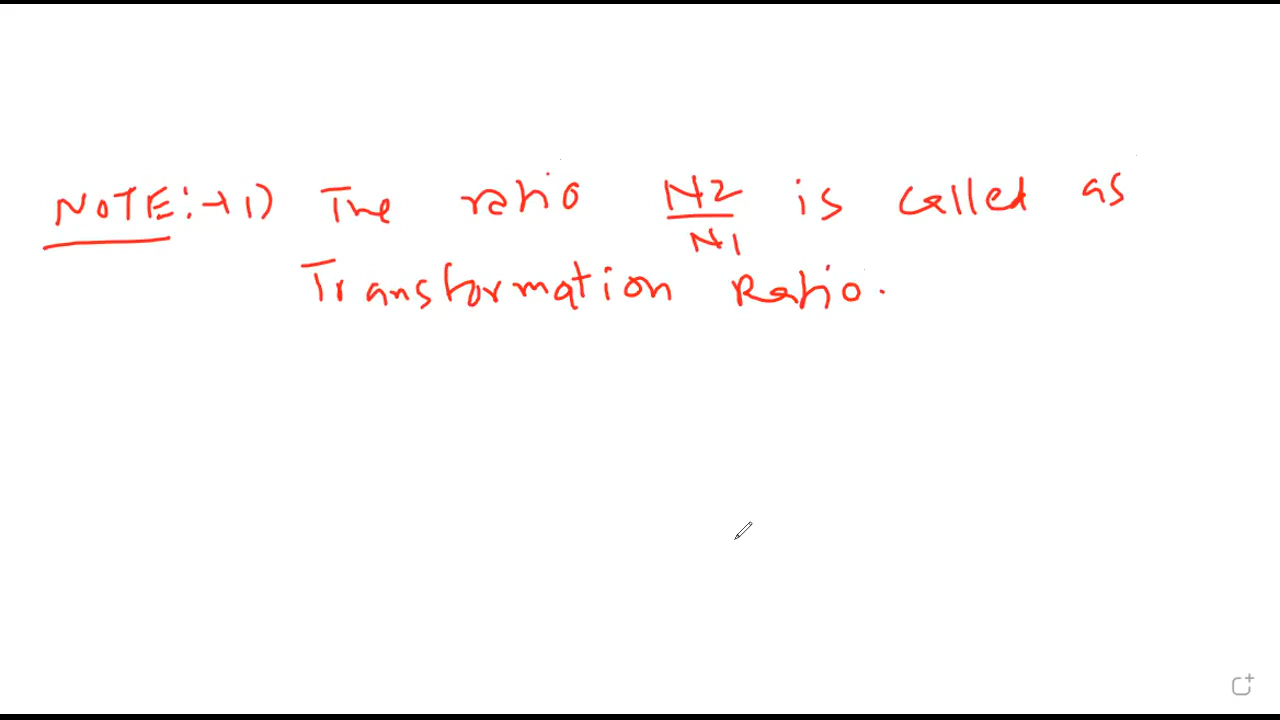 NOTE:→1) The ratio N2/N1 is called as
Transformation Ratio.